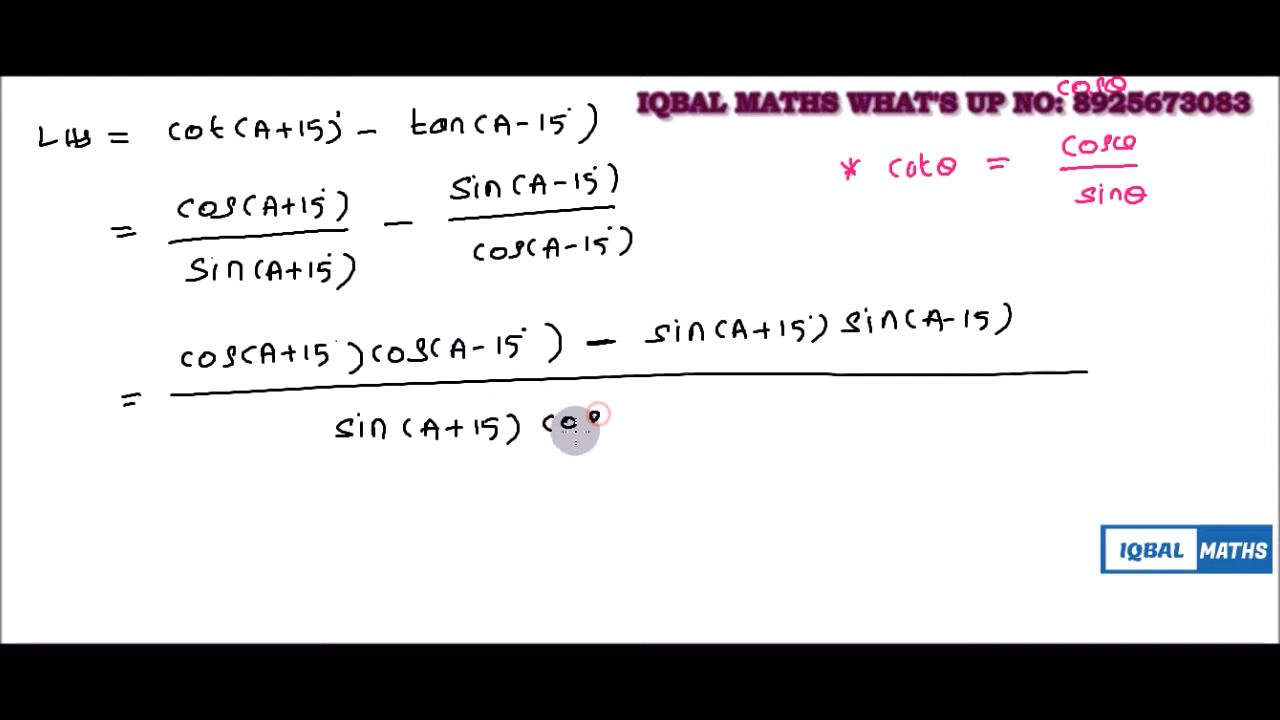 cosθ
IQBAL MATHS WHAT'S UP NO: 8925673083
LHS = cot(A+15°) - tan(A-15°)
* cotθ = cosθ / sinθ
= cos(A+15°) / sin(A+15°) - sin(A-15°) / cos(A-15°)
= cos(A+15°)cos(A-15°) - sin(A+15°) sin(A-15)
sin(A+15) co
IQBAL MATHS